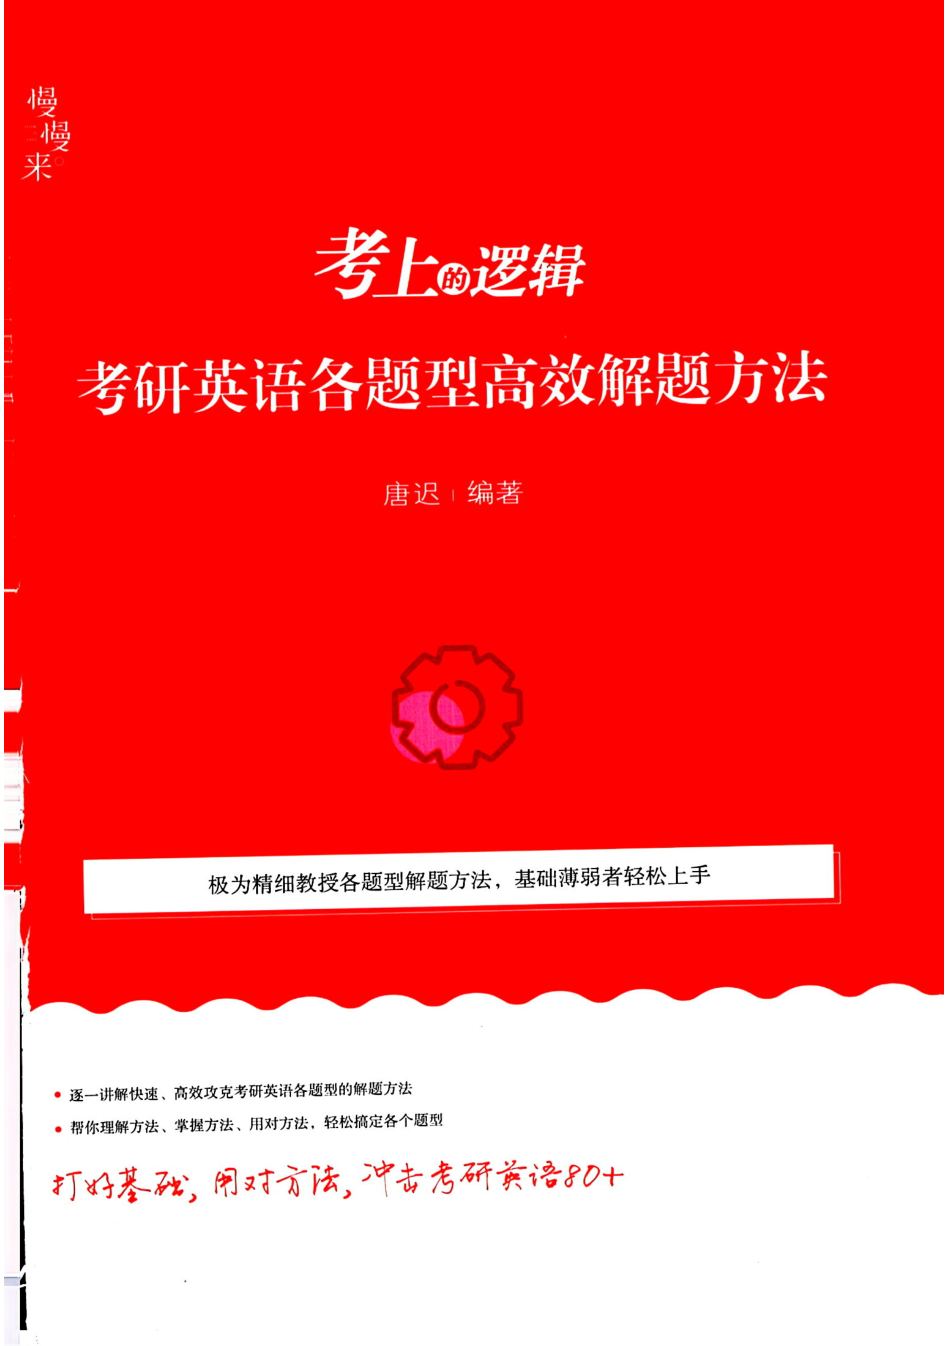 慢慢来
考上的逻辑
考研英语各题型高效解题方法
唐迟 | 编著
极为精细教授各题型解题方法，基础薄弱者轻松上手
• 逐一讲解快速、高效攻克考研英语各题型的解题方法
• 帮你理解方法、掌握方法、用对方法，轻松搞定各个题型
打好基础，用对方法，冲击考研英语80+